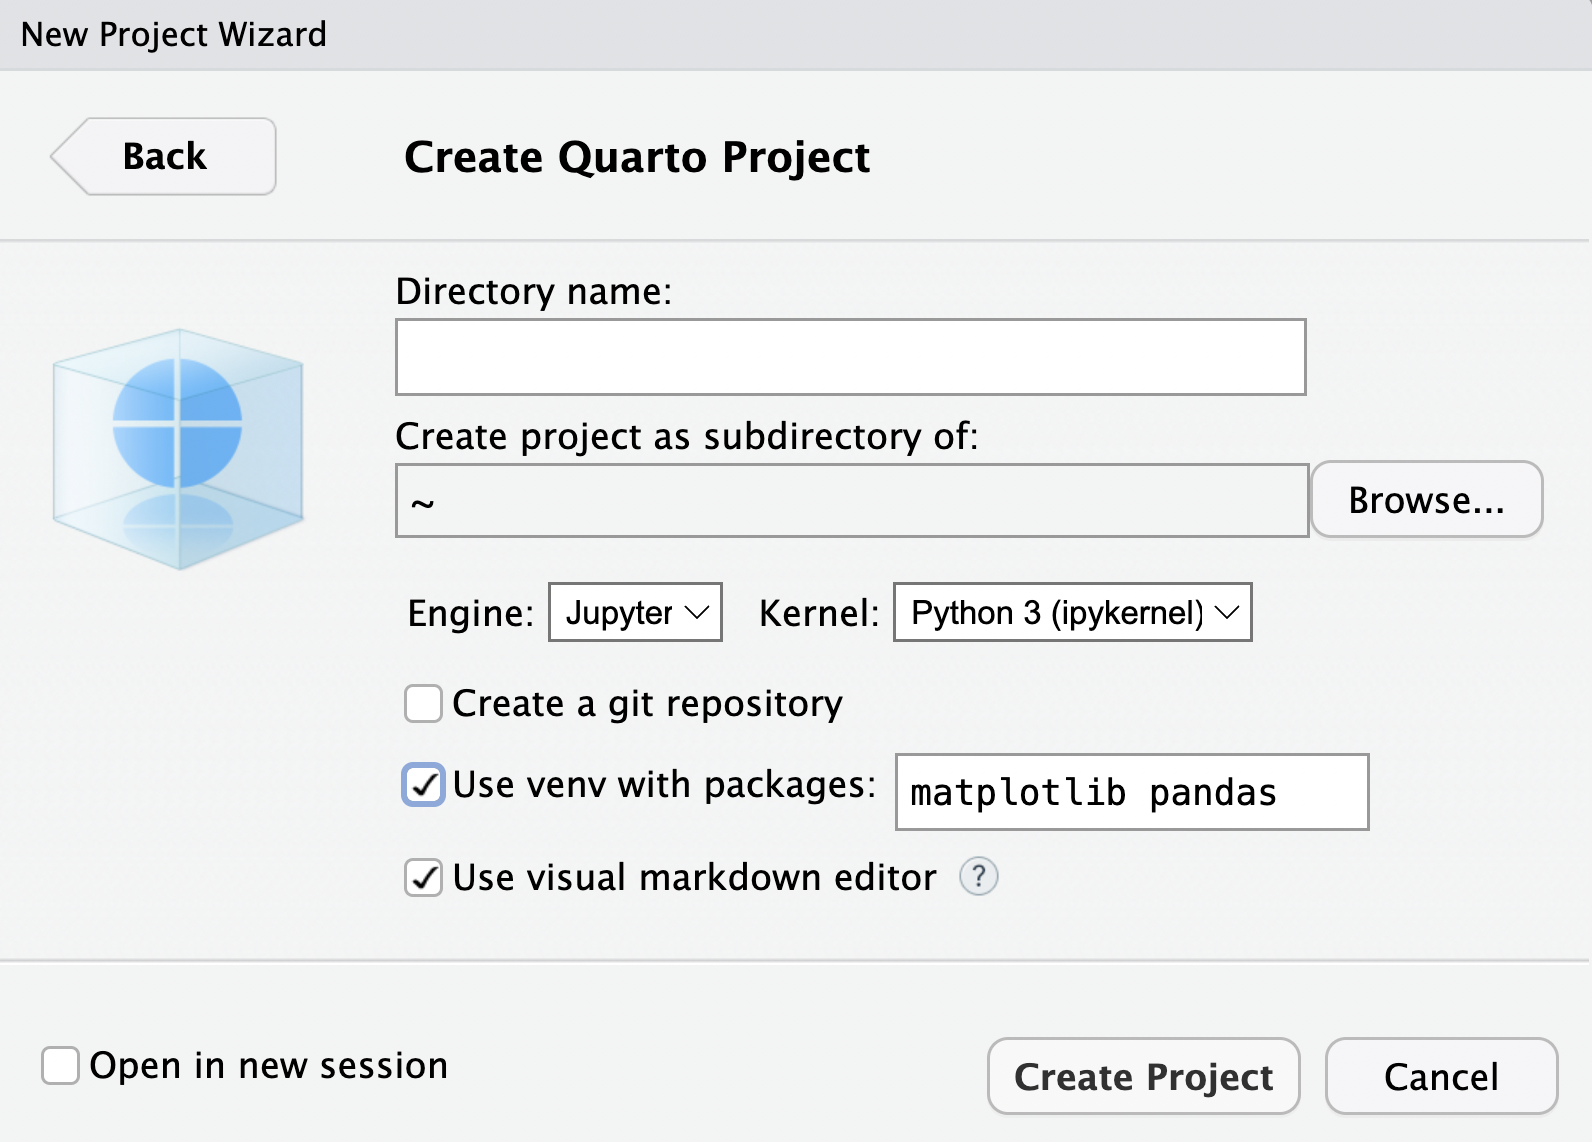 New Project Wizard
Back
Create Quarto Project
Directory name:
Create project as subdirectory of:
~
Browse...
Engine: Jupyter Kernel: Python 3 (ipykernel)
Create a git repository
Use venv with packages: matplotlib pandas
Use visual markdown editor ?
Open in new session
Create Project
Cancel